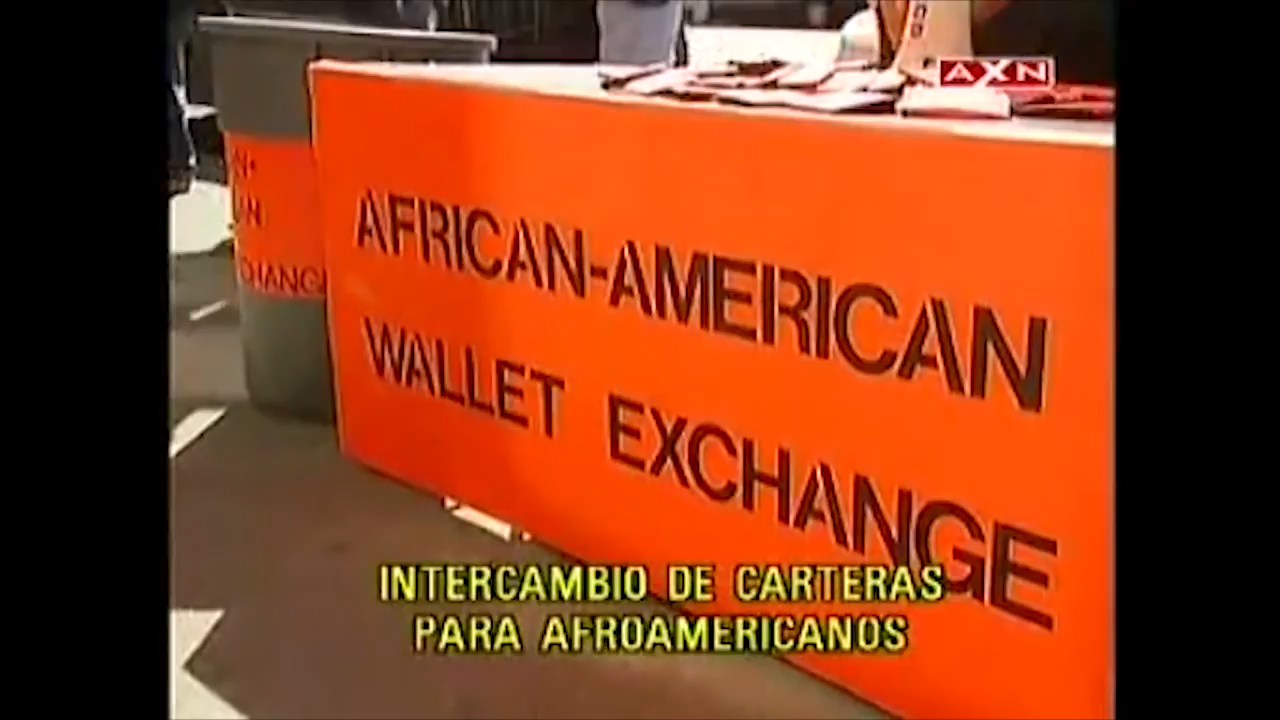 AXN
AFRICAN-AMERICAN
WALLET EXCHANGE
INTERCAMBIO DE CARTERAS
PARA AFROAMERICANOS